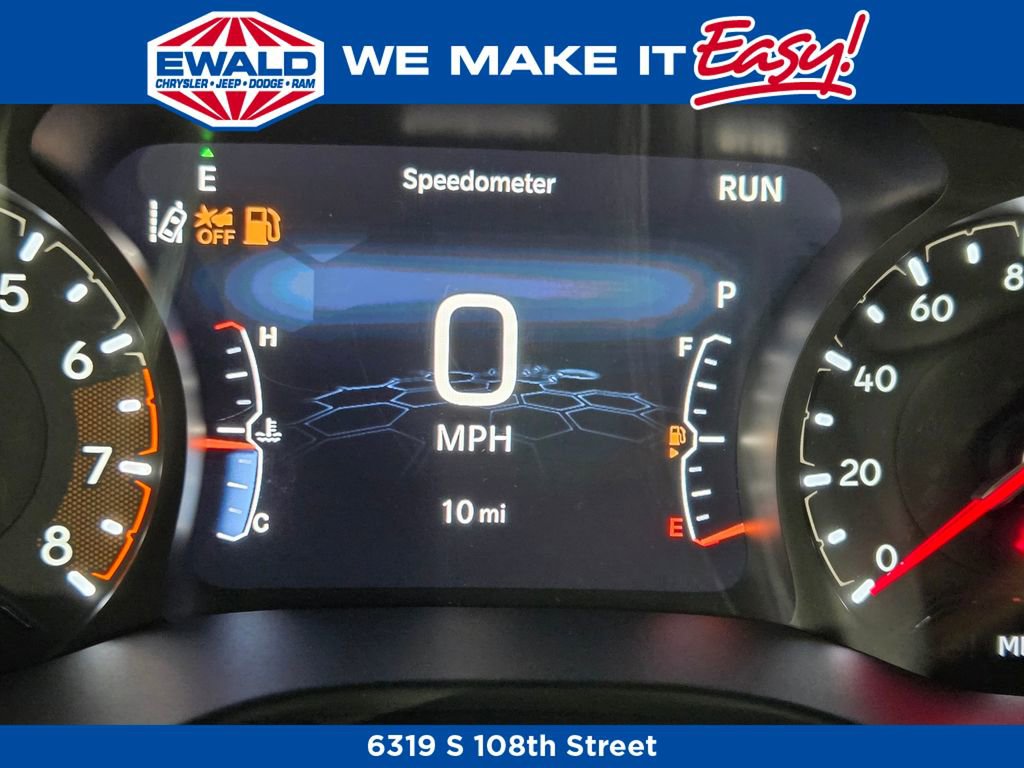 EWALD
CHRYSLER • JEEP • DODGE • RAM
WE MAKE IT Easy!
E
Speedometer
RUN
OFF
P
5
6
7
8
H
C
0
MPH
10 mi
F
E
80
60
40
20
0
6319 S 108th Street